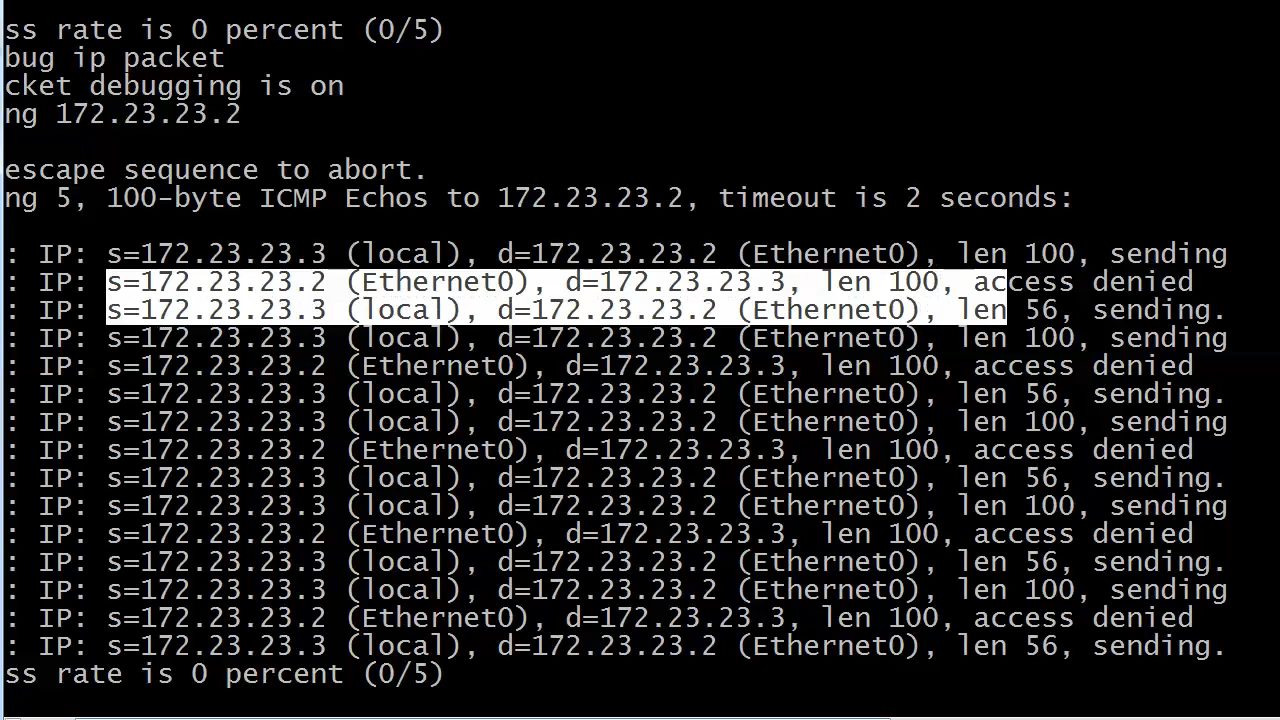 ss rate is 0 percent (0/5)
bug ip packet
cket debugging is on
ng 172.23.23.2
escape sequence to abort.
ng 5, 100-byte ICMP Echos to 172.23.23.2, timeout is 2 seconds:
: IP: s=172.23.23.3 (local), d=172.23.23.2 (Ethernet0), len 100, sending
: IP: s=172.23.23.2 (Ethernet0), d=172.23.23.3, len 100, access denied
: IP: s=172.23.23.3 (local), d=172.23.23.2 (Ethernet0), len 56, sending.
: IP: s=172.23.23.3 (local), d=172.23.23.2 (Ethernet0), len 100, sending
: IP: s=172.23.23.2 (Ethernet0), d=172.23.23.3, len 100, access denied
: IP: s=172.23.23.3 (local), d=172.23.23.2 (Ethernet0), len 56, sending.
: IP: s=172.23.23.3 (local), d=172.23.23.2 (Ethernet0), len 100, sending
: IP: s=172.23.23.2 (Ethernet0), d=172.23.23.3, len 100, access denied
: IP: s=172.23.23.3 (local), d=172.23.23.2 (Ethernet0), len 56, sending.
: IP: s=172.23.23.3 (local), d=172.23.23.2 (Ethernet0), len 100, sending
: IP: s=172.23.23.2 (Ethernet0), d=172.23.23.3, len 100, access denied
: IP: s=172.23.23.3 (local), d=172.23.23.2 (Ethernet0), len 56, sending.
: IP: s=172.23.23.3 (local), d=172.23.23.2 (Ethernet0), len 100, sending
: IP: s=172.23.23.2 (Ethernet0), d=172.23.23.3, len 100, access denied
: IP: s=172.23.23.3 (local), d=172.23.23.2 (Ethernet0), len 56, sending.
ss rate is 0 percent (0/5)